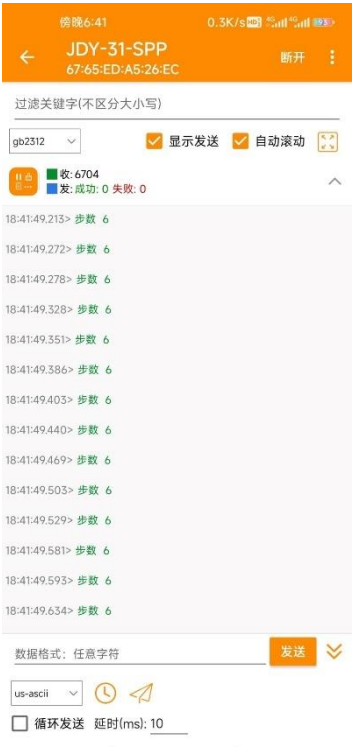 傍晚6:41 0.3K/s HD 4G 4G
JDY-31-SPP
67:65:ED:A5:26:EC
断开
过滤关键字(不区分大小写)
gb2312 显示发送 自动滚动
收: 6704
发: 成功: 0 失败: 0
18:41:49.213> 步数 6
18:41:49.272> 步数 6
18:41:49.278> 步数 6
18:41:49.328> 步数 6
18:41:49.351> 步数 6
18:41:49.386> 步数 6
18:41:49.403> 步数 6
18:41:49.440> 步数 6
18:41:49.469> 步数 6
18:41:49.503> 步数 6
18:41:49.529> 步数 6
18:41:49.581> 步数 6
18:41:49.593> 步数 6
18:41:49.634> 步数 6
数据格式: 任意字符 发送
us-ascii
循环发送 延时(ms): 10